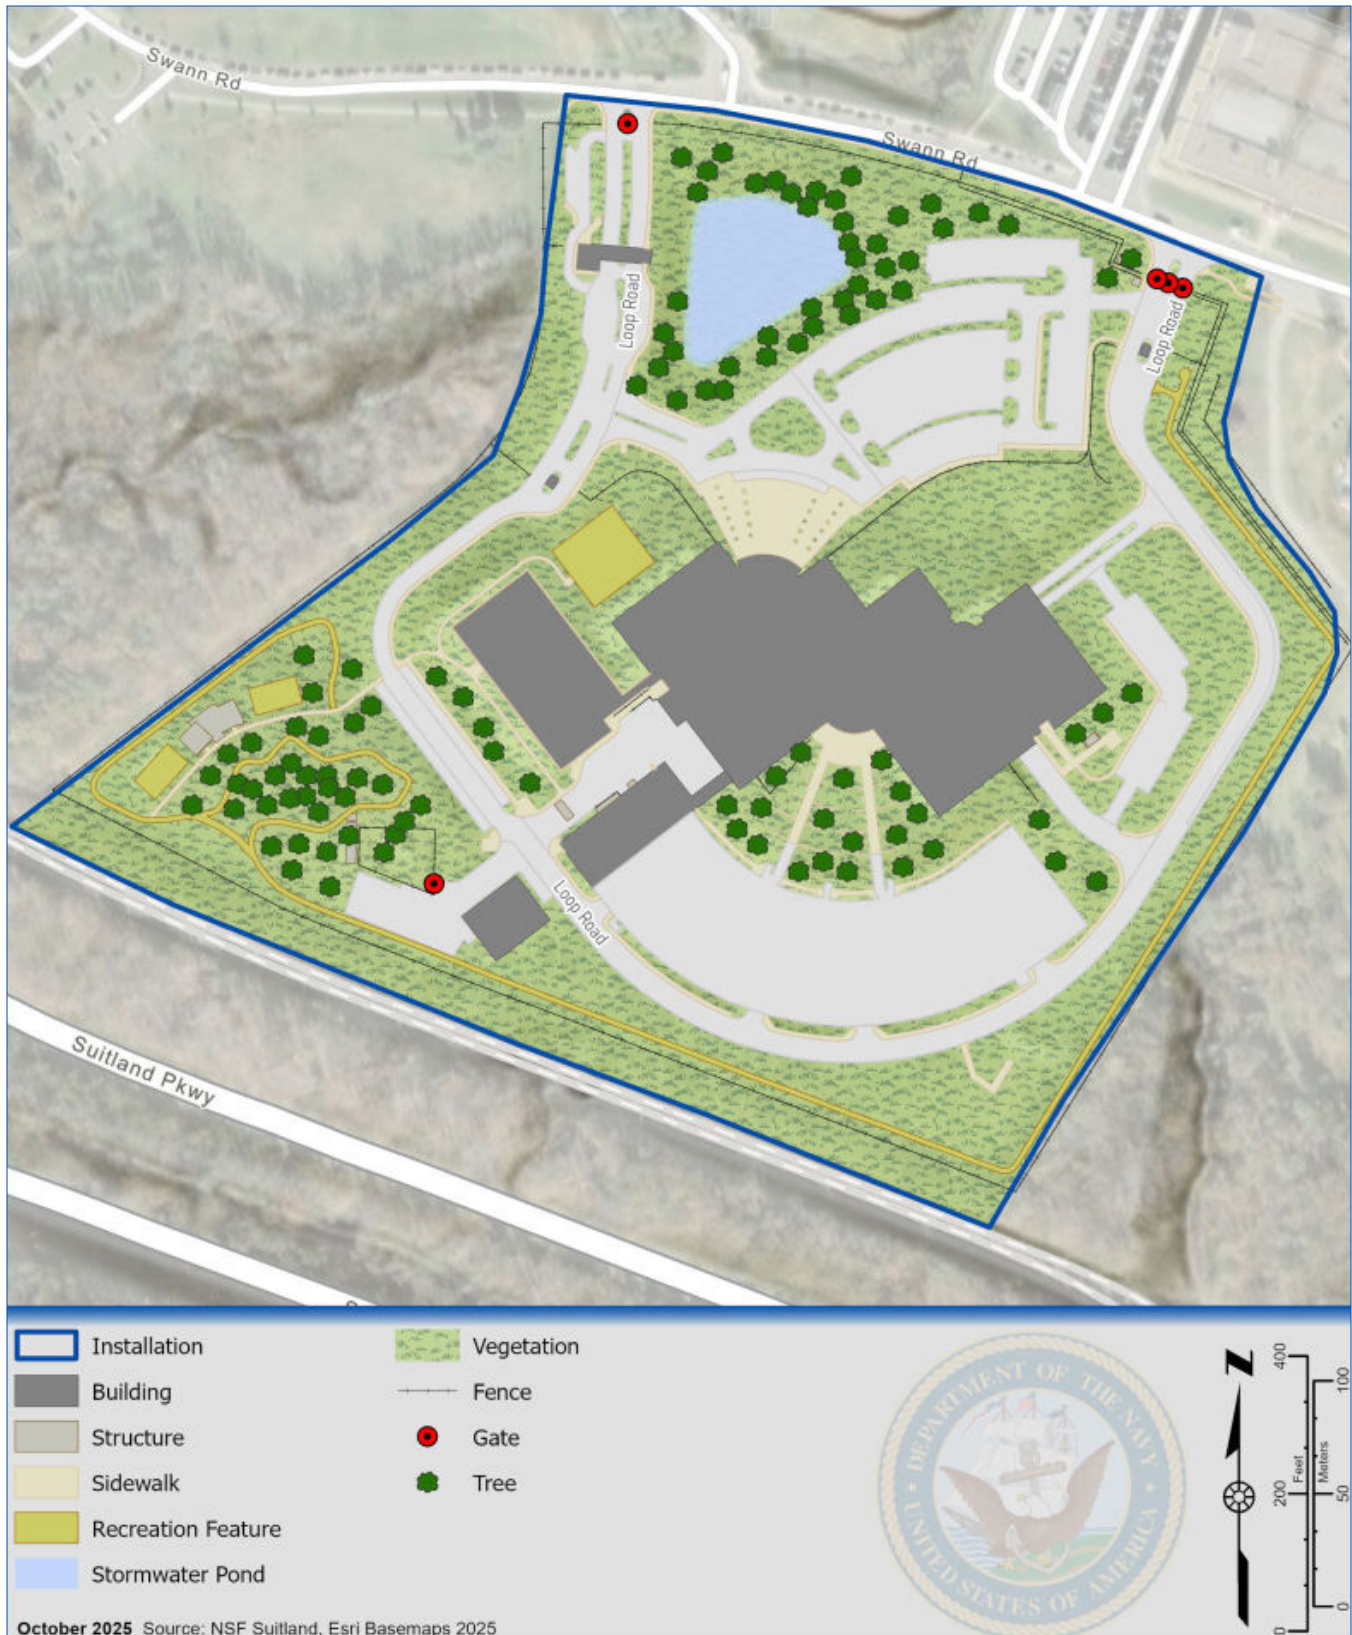 Swann Rd
Swann Rd
Loop Road
Loop Road
Loop Road
Suitland Pkwy
Installation
Building
Structure
Sidewalk
Recreation Feature
Stormwater Pond
Vegetation
Fence
Gate
Tree
DEPARTMENT OF THE NAVY
UNITED STATES OF AMERICA
N
400
200
0
Feet
100
50
0
Meters
October 2025 Source: NSF Suitland, Esri Basemaps 2025